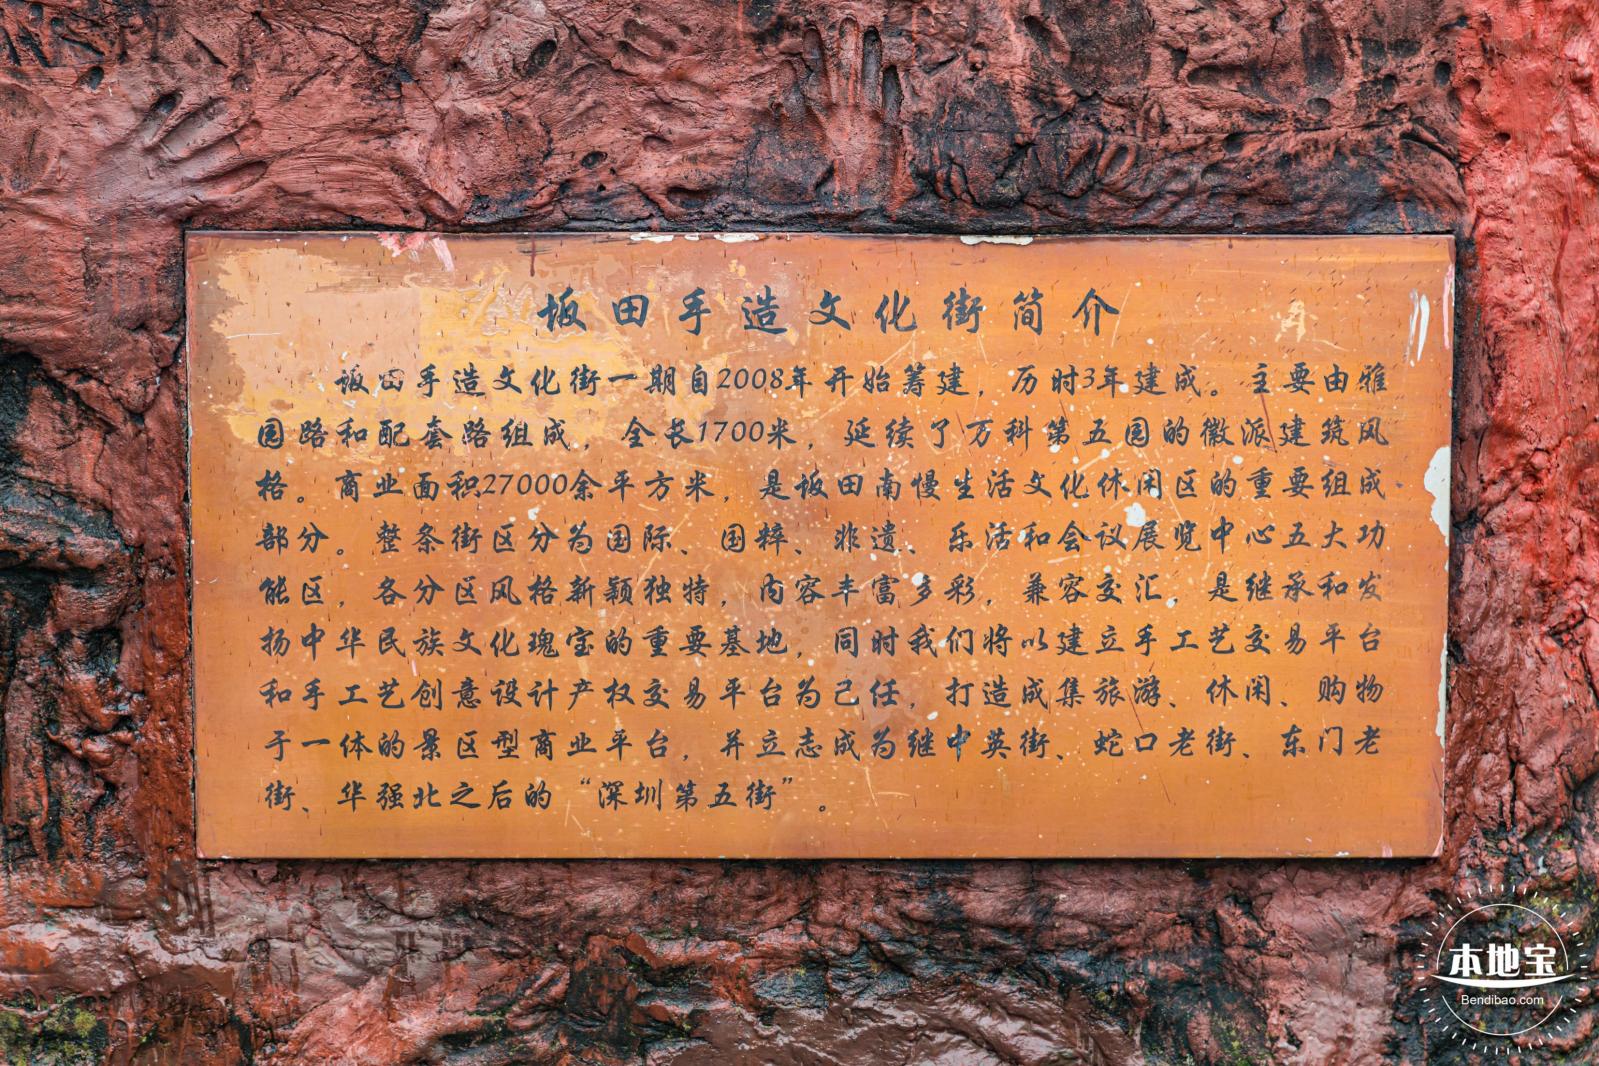 坂田手造文化街简介
坂田手造文化街一期自2008年开始筹建，历时3年建成。主要由雅
园路和配套路组成，全长1700米，延续了万科第五园的徽派建筑风
格。商业面积27000余平方米，是坂田南慢生活文化休闲区的重要组成
部分。整条街区分为国际、国粹、非遗、乐活和会议展览中心五大功
能区，各分区风格新颖独特，内容丰富多彩，兼容交汇，是继承和发
扬中华民族文化瑰宝的重要基地，同时我们将以建立手工艺交易平台
和手工艺创意设计产权交易平台为己任，打造成集旅游、休闲、购物
于一体的景区型商业平台，并立志成为继中英街、蛇口老街、东门老
街、华强北之后的“深圳第五街”。
本地宝
Bendibao.com